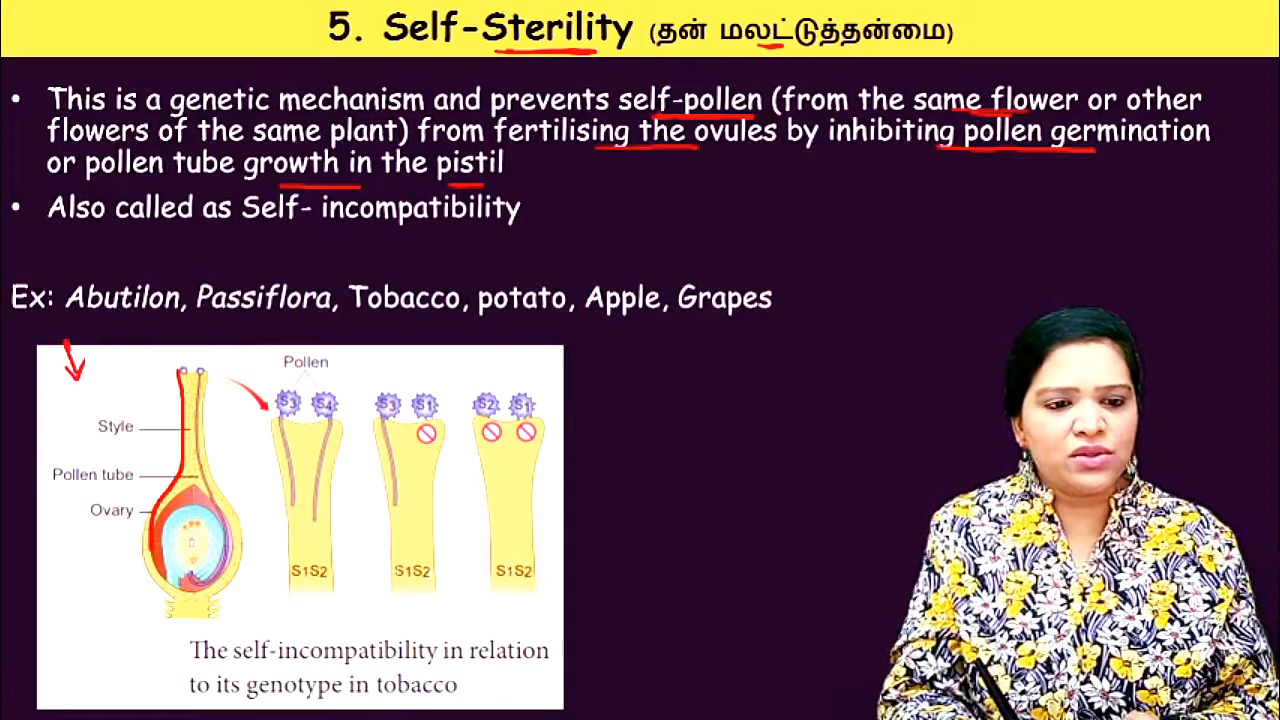 5. Self-Sterility (தன் மலட்டுத்தன்மை)
• This is a genetic mechanism and prevents self-pollen (from the same flower or other
flowers of the same plant) from fertilising the ovules by inhibiting pollen germination
or pollen tube growth in the pistil
• Also called as Self- incompatibility
Ex: Abutilon, Passiflora, Tobacco, potato, Apple, Grapes
Pollen
S3 S4 S3 S1 S2 S1
Style
Pollen tube
Ovary
S1S2 S1S2 S1S2
The self-incompatibility in relation
to its genotype in tobacco